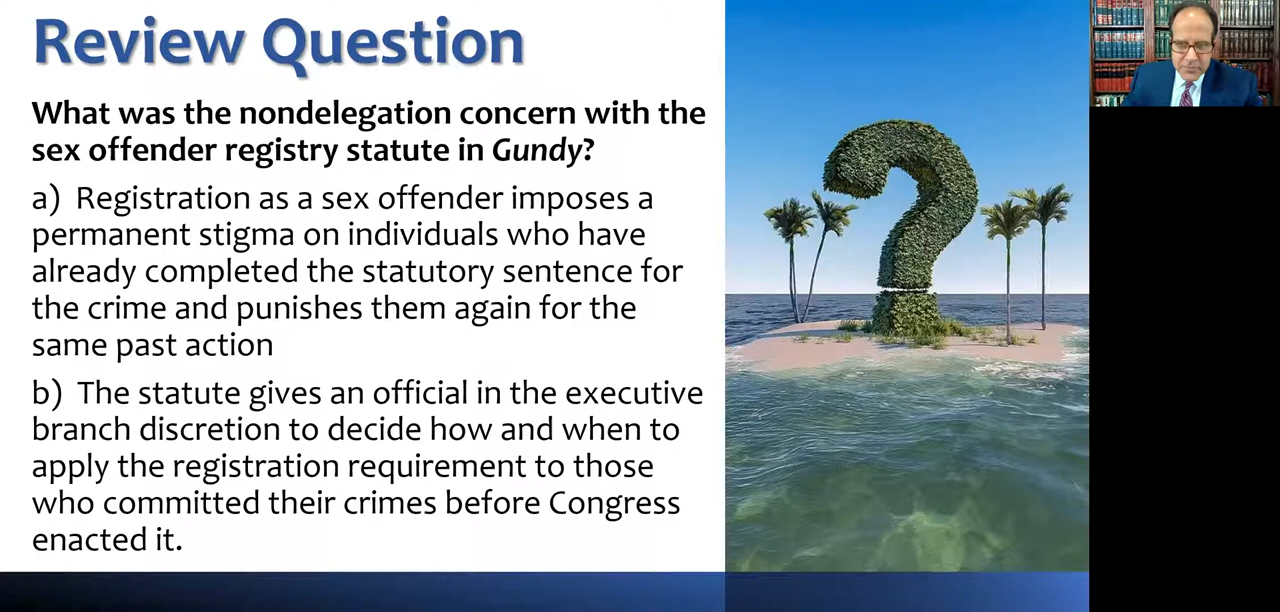 Review Question
What was the nondelegation concern with the
sex offender registry statute in Gundy?
a) Registration as a sex offender imposes a
permanent stigma on individuals who have
already completed the statutory sentence for
the crime and punishes them again for the
same past action
b) The statute gives an official in the executive
branch discretion to decide how and when to
apply the registration requirement to those
who committed their crimes before Congress
enacted it.